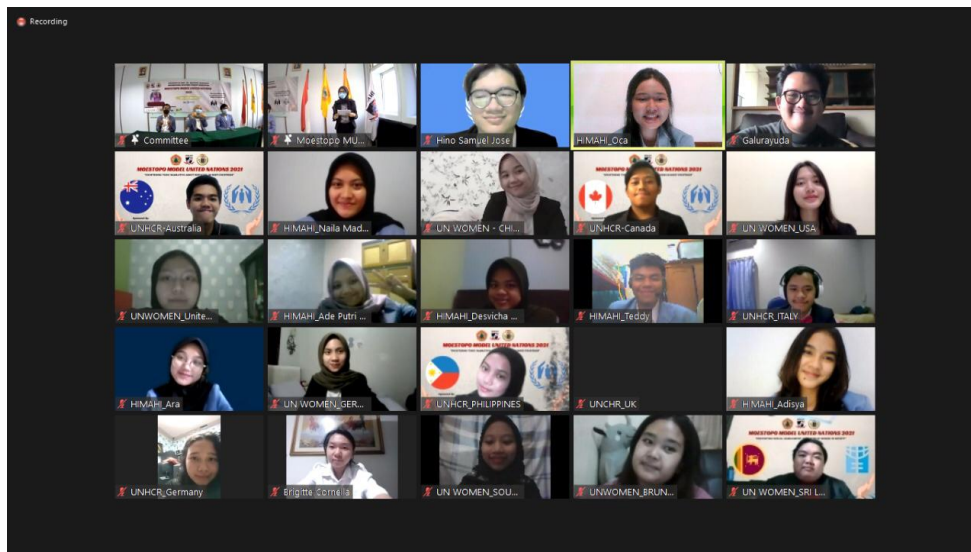 Recording
Committee
Moestopo MU...
Hino Samuel Jose
HIMAHI_Oca
Galurayuda
MOESTOPO MODEL UNITED NATIONS 2021
UNHCR-Australia
HIMAHI_Naila Mad...
UN WOMEN - CHI...
MOESTOPO MODEL UNITED NATIONS 2021
UNHCR-Canada
UN WOMEN_USA
UNWOMEN_Unite...
HIMAHI_Ade Putri ...
HIMAHI_Desvicha ...
HIMAHI_Teddy
UNHCR_ITALY
HIMAHI_Ara
UN WOMEN_GER...
MOESTOPO MODEL UNITED NATIONS 2021
UNHCR_PHILIPPINES
UNCHR_UK
HIMAHI_Adisya
UNHCR_Germany
Brigitte Cornelia
UN WOMEN_SOU...
UNWOMEN_BRUN...
MOESTOPO MODEL UNITED NATIONS 2021
UN WOMEN_SRI L...